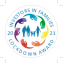 INVESTORS IN FAMILIES
20 21
LOCKDOWN AWARD